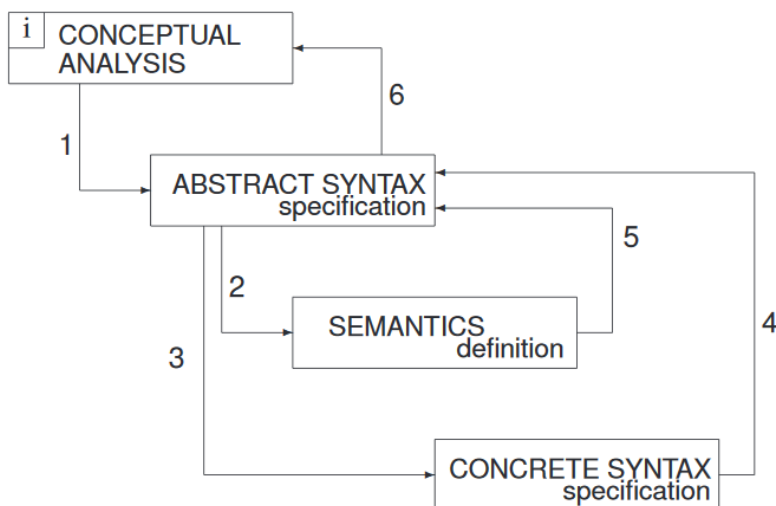 i
CONCEPTUAL
ANALYSIS
6
1
ABSTRACT SYNTAX
specification
5
2
SEMANTICS
definition
4
3
CONCRETE SYNTAX
specification